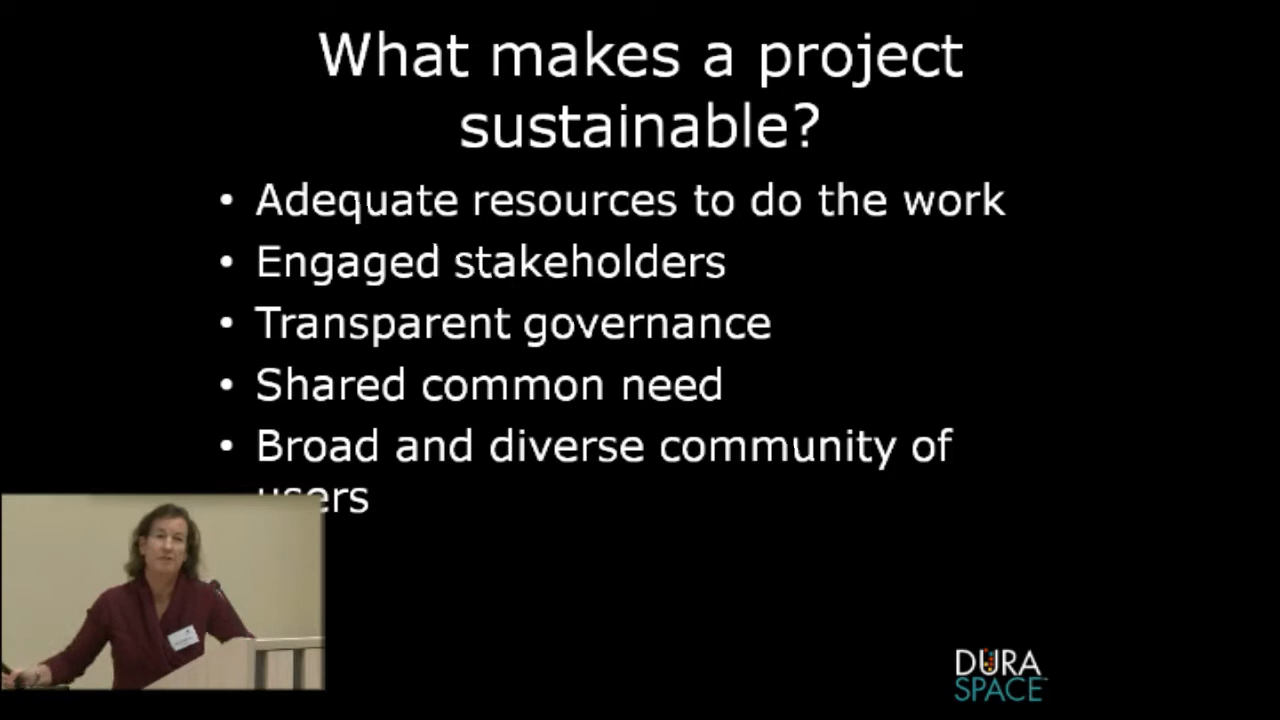 What makes a project
sustainable?
• Adequate resources to do the work
• Engaged stakeholders
• Transparent governance
• Shared common need
• Broad and diverse community of
users
DURA
SPACE